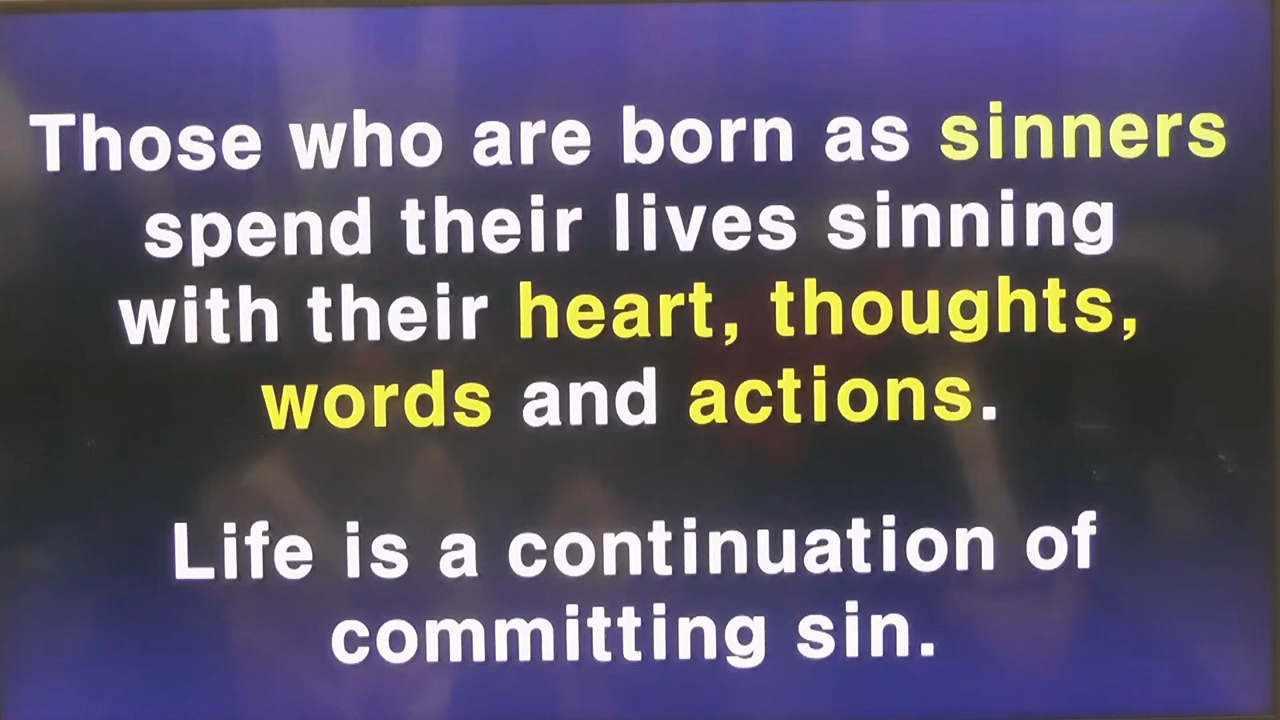 Those who are born as sinners
spend their lives sinning
with their heart, thoughts,
words and actions.
Life is a continuation of
committing sin.